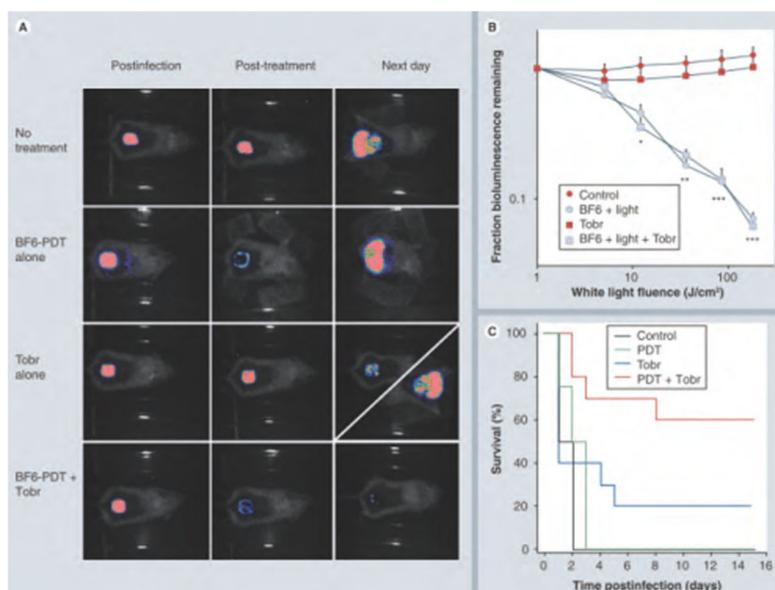 A
Postinfection Post-treatment Next day
No
treatment
BF6-PDT
alone
Tobr
alone
BF6-PDT +
Tobr
B
Fraction bioluminescence remaining
0.1
*
**
***
***
Control
BF6 + light
Tobr
BF6 + light + Tobr
1 10 100
White light fluence (J/cm²)
C
Survival (%)
100
80
60
40
20
0
Control
PDT
Tobr
PDT + Tobr
0 2 4 6 8 10 12 14 16
Time postinfection (days)